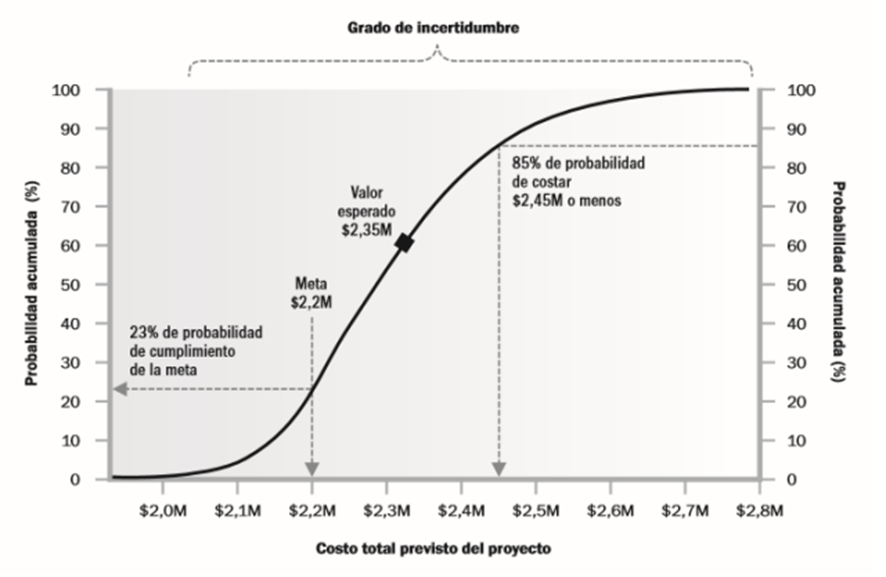 Grado de incertidumbre
100
90
80
70
60
50
40
30
20
10
0
Probabilidad acumulada (%)
100
90
80
70
60
50
40
30
20
10
0
Probabilidad acumulada (%)
85% de probabilidad
de costar
$2,45M o menos
Valor
esperado
$2,35M
Meta
$2,2M
23% de probabilidad
de cumplimiento
de la meta
$2,0M
$2,1M
$2,2M
$2,3M
$2,4M
$2,5M
$2,6M
$2,7M
$2,8M
Costo total previsto del proyecto